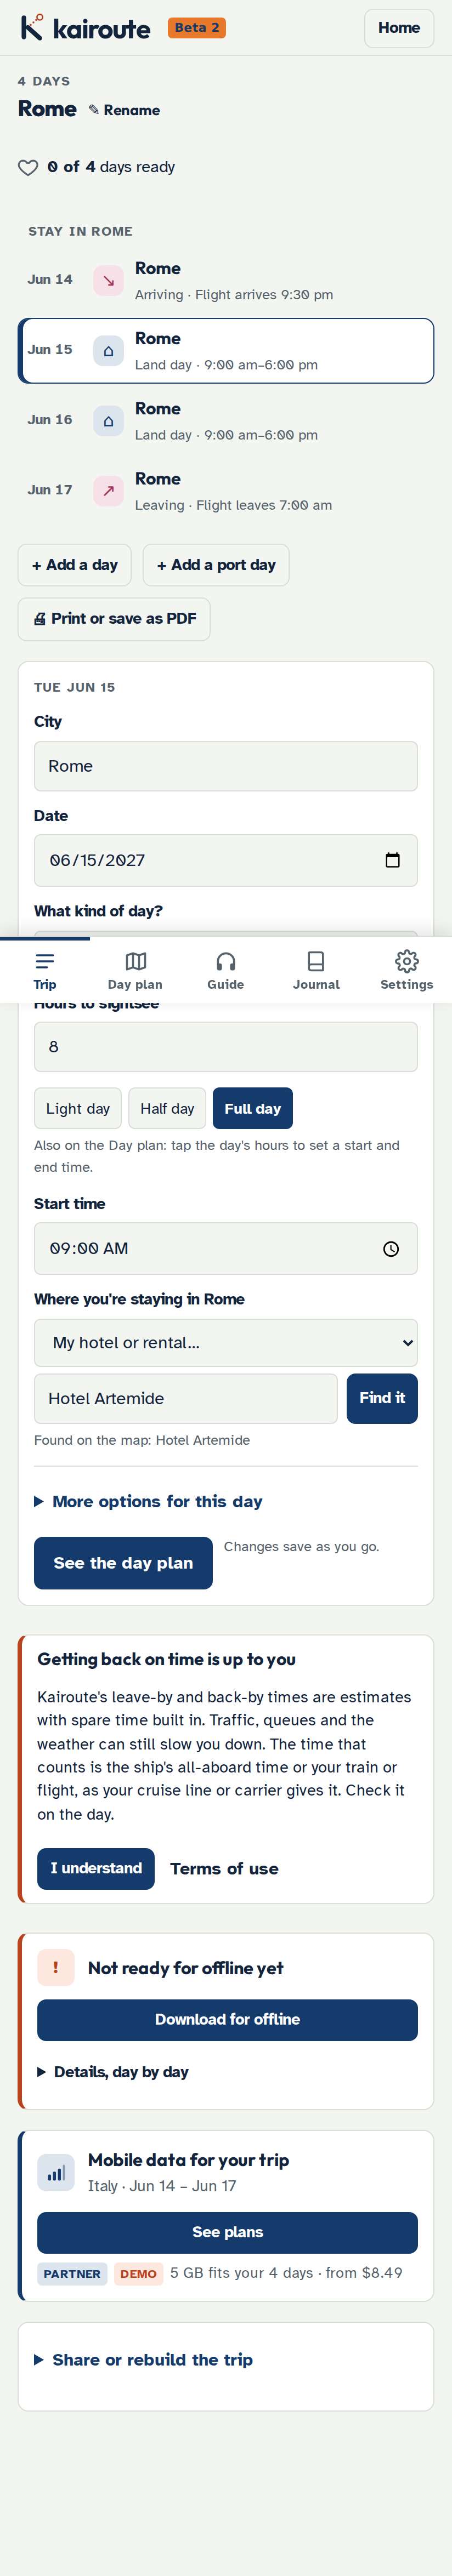 kairoute Beta 2 Home
4 DAYS
Rome ✎ Rename
0 of 4 days ready
STAY IN ROME
Jun 14 ↘ Rome
Arriving · Flight arrives 9:30 pm
Jun 15 ⌂ Rome
Land day · 9:00 am–6:00 pm
Jun 16 ⌂ Rome
Land day · 9:00 am–6:00 pm
Jun 17 ↗ Rome
Leaving · Flight leaves 7:00 am
+ Add a day + Add a port day
🖨 Print or save as PDF
TUE JUN 15
City
Rome
Date
06/15/2027
What kind of day?
Trip Day plan Guide Journal Settings
Hours to sightsee
8
Light day Half day Full day
Also on the Day plan: tap the day's hours to set a start and
end time.
Start time
09:00 AM
Where you're staying in Rome
My hotel or rental...
Hotel Artemide Find it
Found on the map: Hotel Artemide
▶ More options for this day
See the day plan Changes save as you go.
Getting back on time is up to you
Kairoute's leave-by and back-by times are estimates
with spare time built in. Traffic, queues and the
weather can still slow you down. The time that
counts is the ship's all-aboard time or your train or
flight, as your cruise line or carrier gives it. Check it
on the day.
I understand Terms of use
! Not ready for offline yet
Download for offline
▶ Details, day by day
Mobile data for your trip
Italy · Jun 14 – Jun 17
See plans
PARTNER DEMO 5 GB fits your 4 days · from $8.49
▶ Share or rebuild the trip